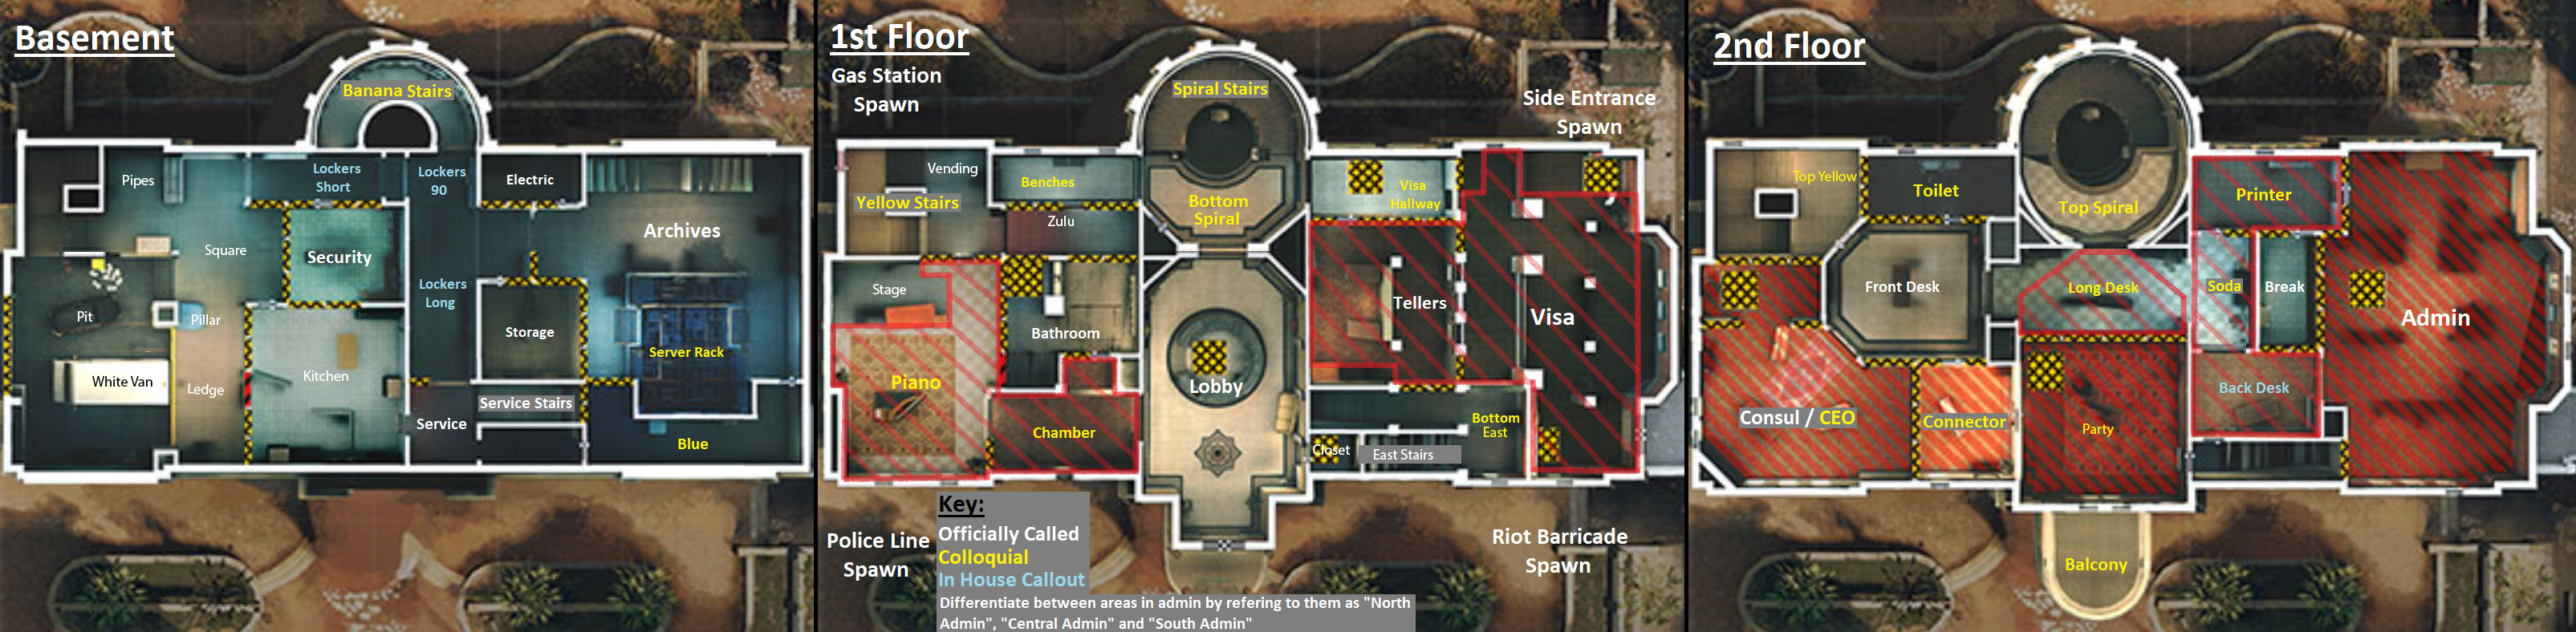 Basement
Banana Stairs
Pipes
Lockers
Short
Lockers
90
Electric
Square
Security
Archives
Lockers
Long
Pit
Pillar
Storage
Server Rack
White Van
Ledge
Kitchen
Service Stairs
Service
Blue
1st Floor
Gas Station
Spawn
Spiral Stairs
Side Entrance
Spawn
Vending
Benches
Yellow Stairs
Zulu
Bottom
Spiral
Visa
Hallway
Stage
Tellers
Visa
Bathroom
Piano
Lobby
Chamber
Bottom
East
Closet
East Stairs
Police Line
Spawn
Riot Barricade
Spawn
Key:
Officially Called
Colloquial
In House Callout
Differentiate between areas in admin by refering to them as "North
Admin", "Central Admin" and "South Admin"
2nd Floor
Top Yellow
Toilet
Top Spiral
Printer
Front Desk
Long Desk
Soda
Break
Admin
Back Desk
Consul / CEO
Connector
Party
Balcony